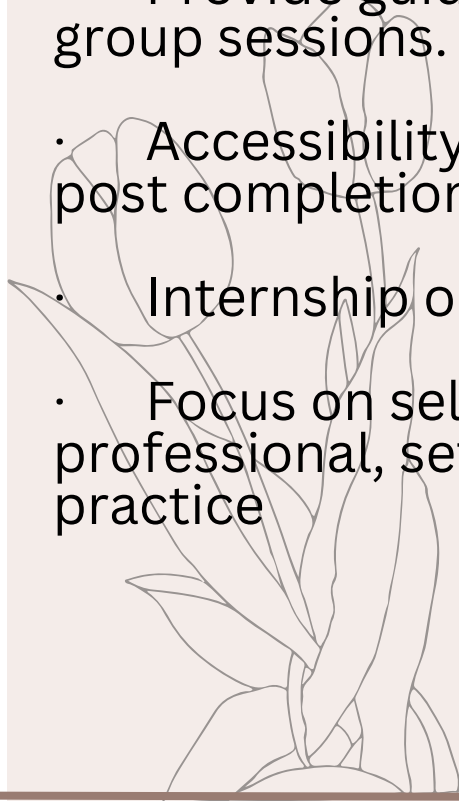 group sessions.
· Accessibility
post completion
· Internship o
· Focus on sel
professional, se
practice